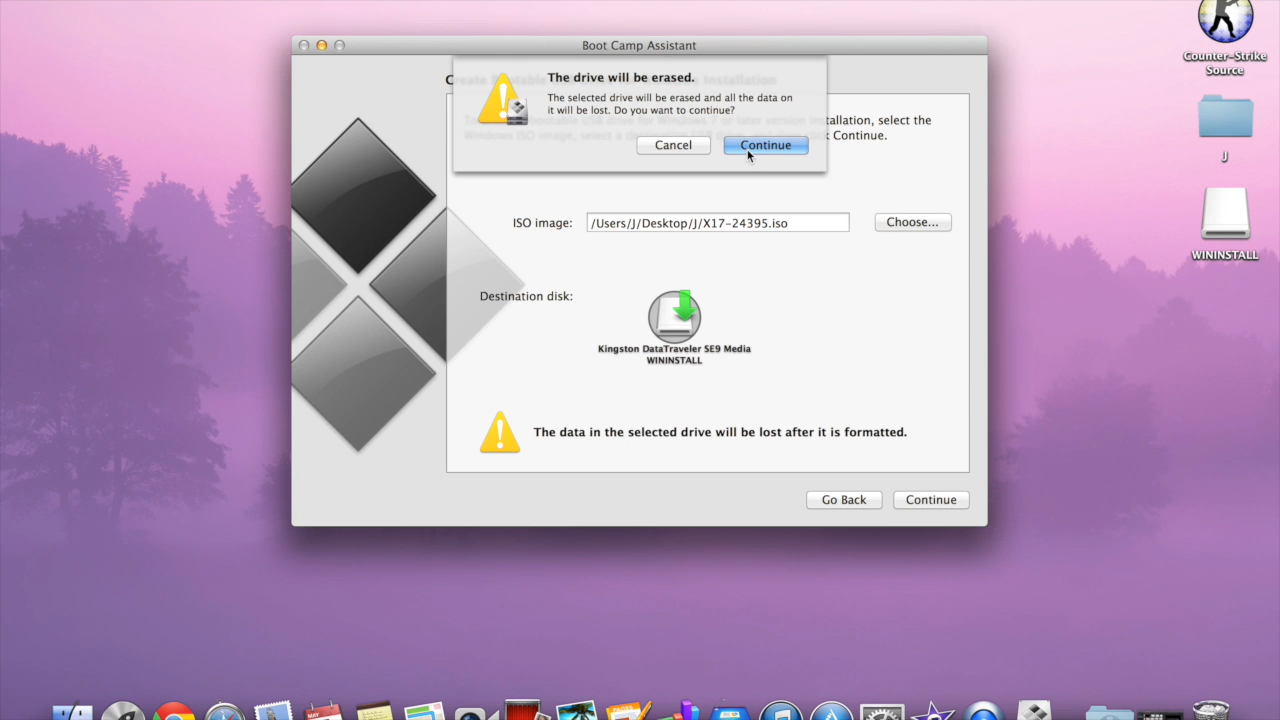 Boot Camp Assistant
The drive will be erased.
The selected drive will be erased and all the data on
it will be lost. Do you want to continue?
Cancel
Continue
allation, select the
Continue.
ISO image:
/Users/J/Desktop/J/X17-24395.iso
Choose...
Destination disk:
Kingston DataTraveler SE9 Media
WININSTALL
The data in the selected drive will be lost after it is formatted.
Go Back
Continue
Counter-Strike
Source
J
WININSTALL
MAY